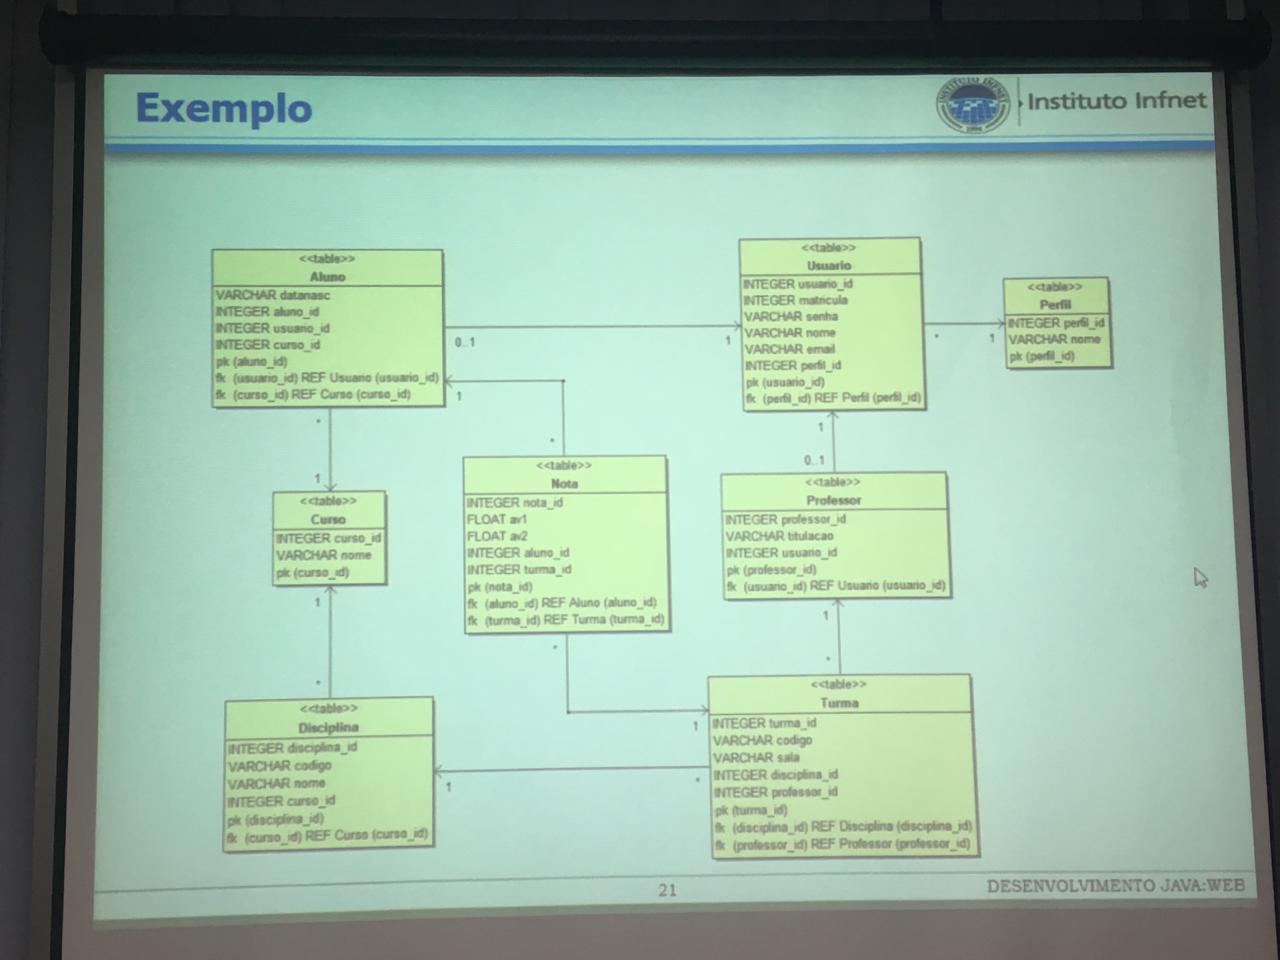 Exemplo
Instituto Infnet
<<table>>
Aluno
VARCHAR datanasc
INTEGER aluno_id
INTEGER usuario_id
INTEGER curso_id
pk (aluno_id)
fk (usuario_id) REF Usuario (usuario_id)
fk (curso_id) REF Curso (curso_id)
0..1
1
<<table>>
Usuario
INTEGER usuario_id
INTEGER matricula
VARCHAR senha
VARCHAR nome
VARCHAR email
INTEGER perfil_id
pk (usuario_id)
fk (perfil_id) REF Perfil (perfil_id)
*
1
<<table>>
Perfil
INTEGER perfil_id
VARCHAR nome
pk (perfil_id)
1
*
*
1
1
0..1
<<table>>
Curso
INTEGER curso_id
VARCHAR nome
pk (curso_id)
<<table>>
Nota
INTEGER nota_id
FLOAT av1
FLOAT av2
INTEGER aluno_id
INTEGER turma_id
pk (nota_id)
fk (aluno_id) REF Aluno (aluno_id)
fk (turma_id) REF Turma (turma_id)
<<table>>
Professor
INTEGER professor_id
VARCHAR titulacao
INTEGER usuario_id
pk (professor_id)
fk (usuario_id) REF Usuario (usuario_id)
1
*
*
1
1
*
<<table>>
Disciplina
INTEGER disciplina_id
VARCHAR codigo
VARCHAR nome
INTEGER curso_id
pk (disciplina_id)
fk (curso_id) REF Curso (curso_id)
1
*
<<table>>
Turma
INTEGER turma_id
VARCHAR codigo
VARCHAR sala
INTEGER disciplina_id
INTEGER professor_id
pk (turma_id)
fk (disciplina_id) REF Disciplina (disciplina_id)
fk (professor_id) REF Professor (professor_id)
21
DESENVOLVIMENTO JAVA:WEB